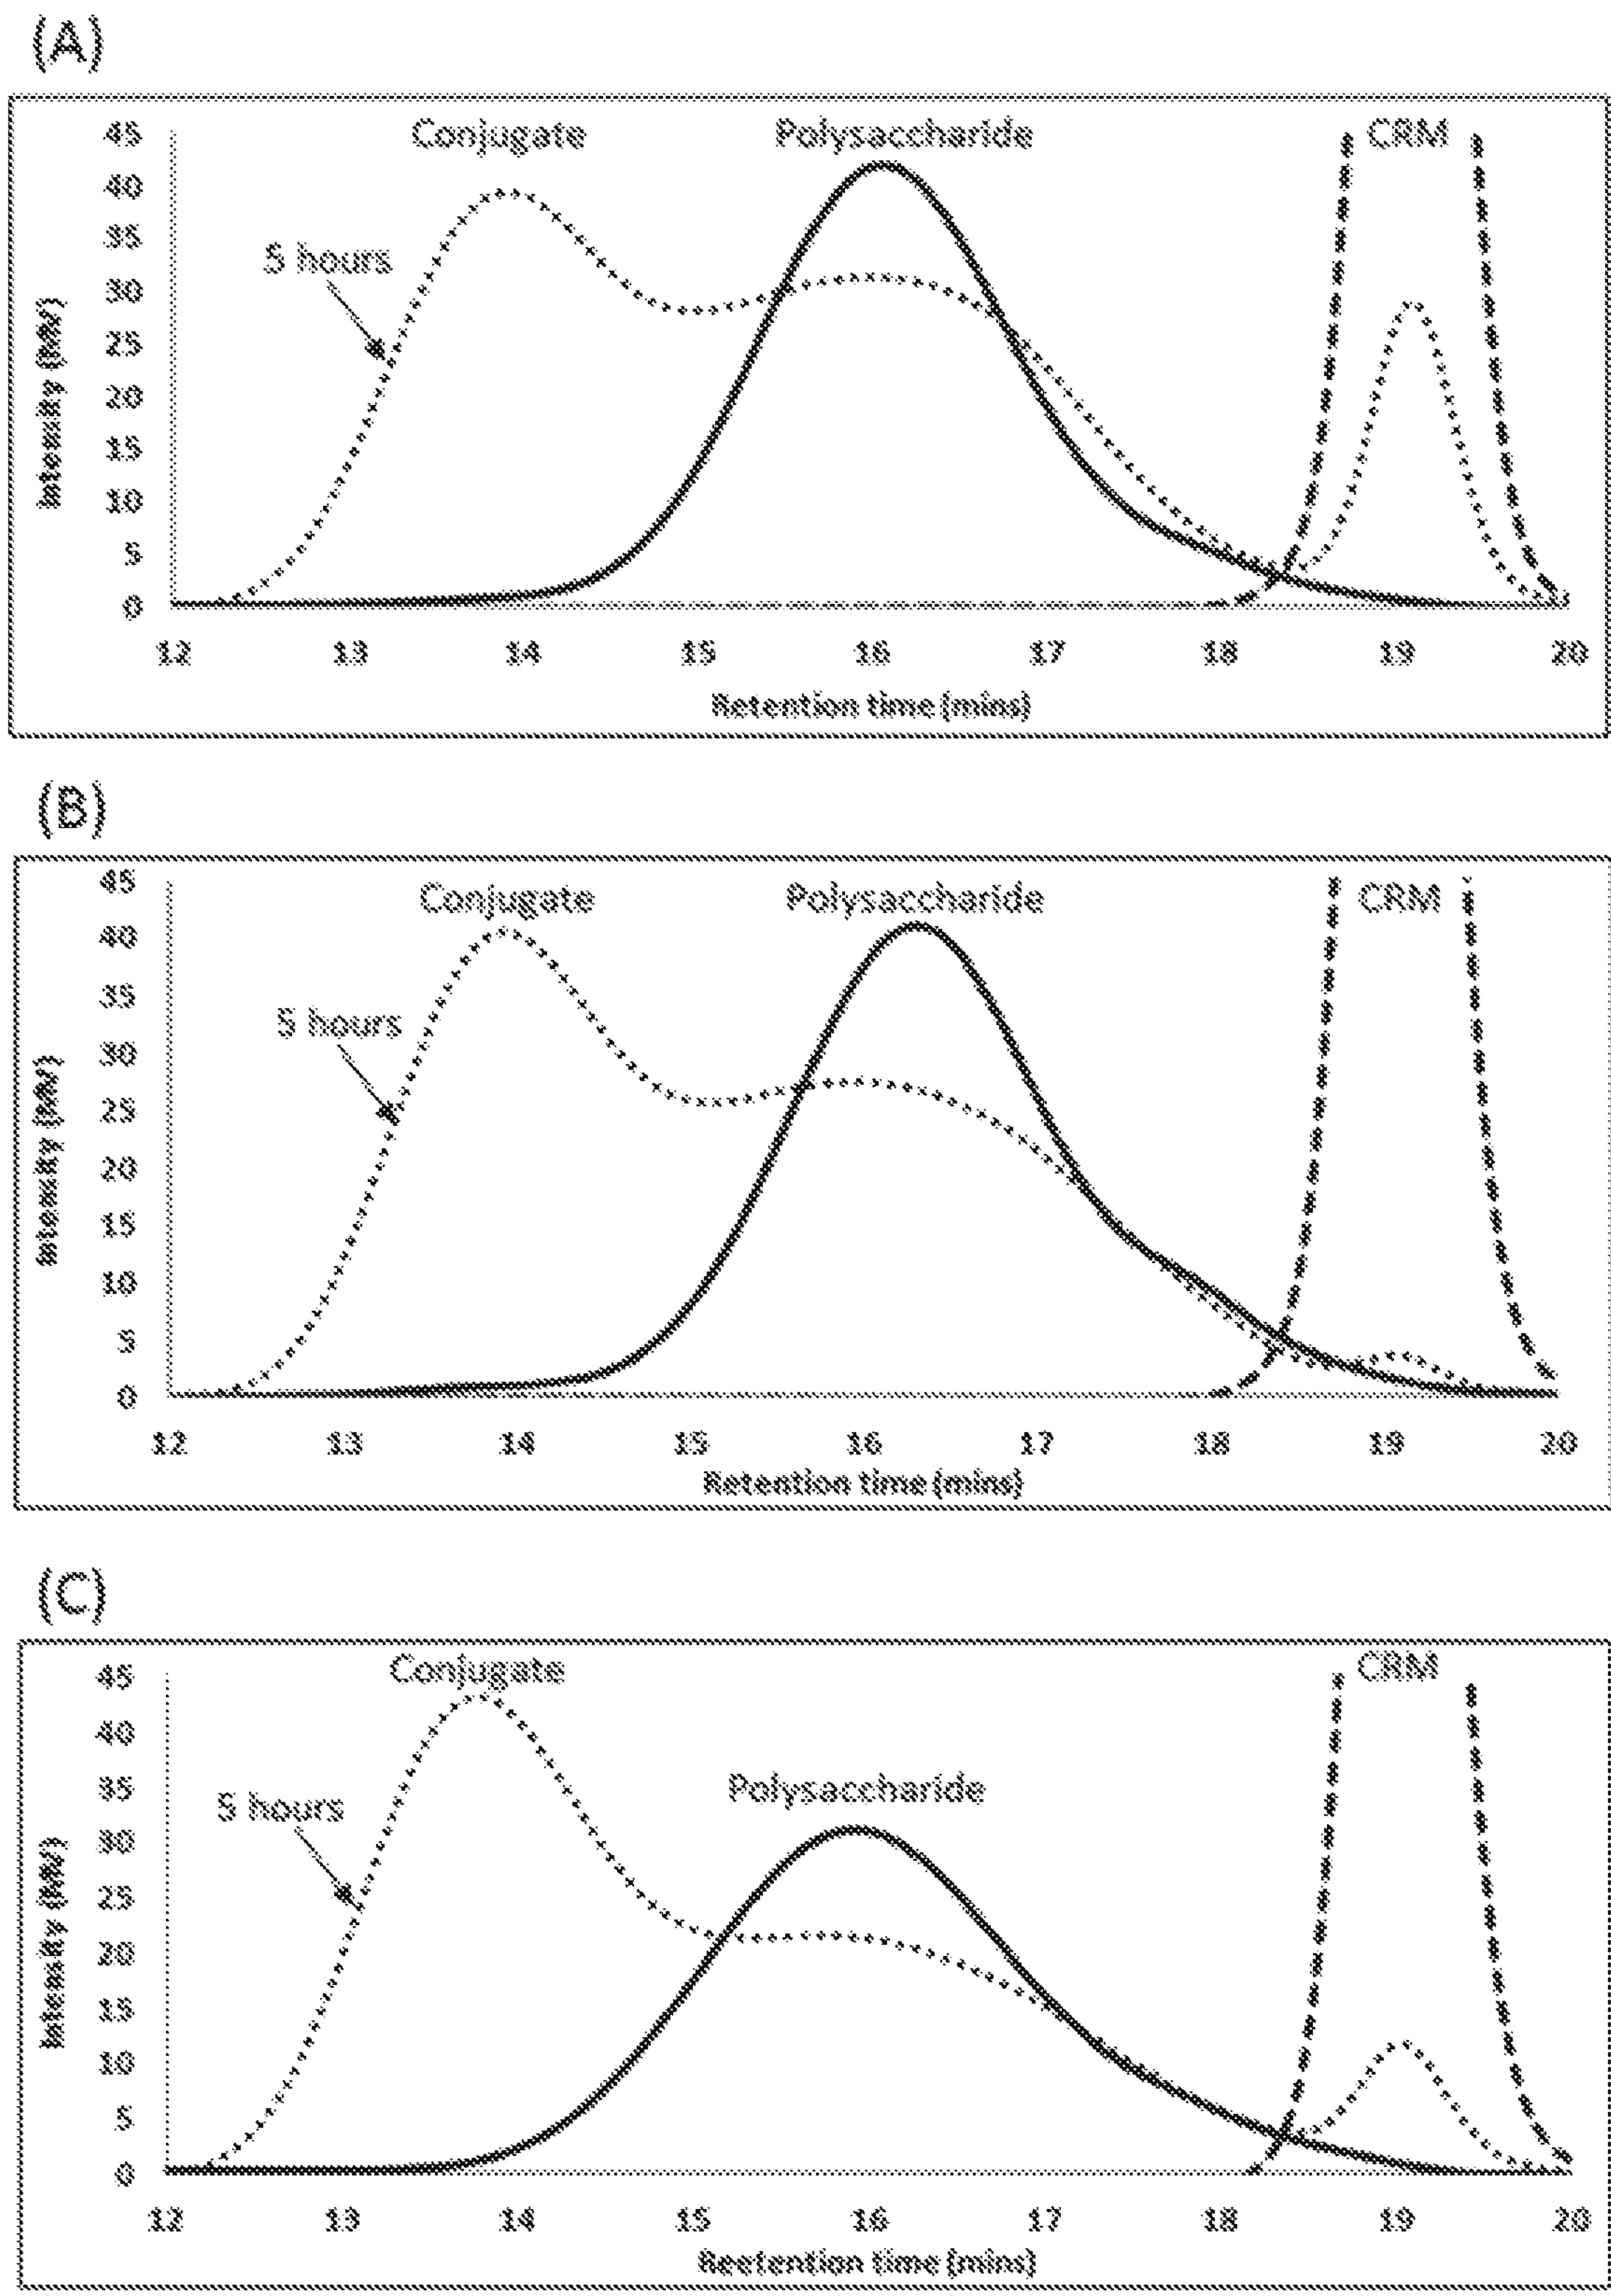 (A)
45 Conjugate Polysaccharide CRM
40
35
5 hours
30
25
20
15
10
5
0
Intensity (MV)
12 13 14 15 16 17 18 19 20
Retention time (mins)
(B)
45
Conjugate Polysaccharide CRM
40
35
5 hours
30
25
20
15
10
5
0
Intensity (MV)
12 13 14 15 16 17 18 19 20
Retention time (mins)
(C)
Conjugate CRM
45
40
35 Polysaccharide
5 hours
30
25
20
15
10
5
0
Intensity (MV)
12 13 14 15 16 17 18 19 20
Reetention time (mins)